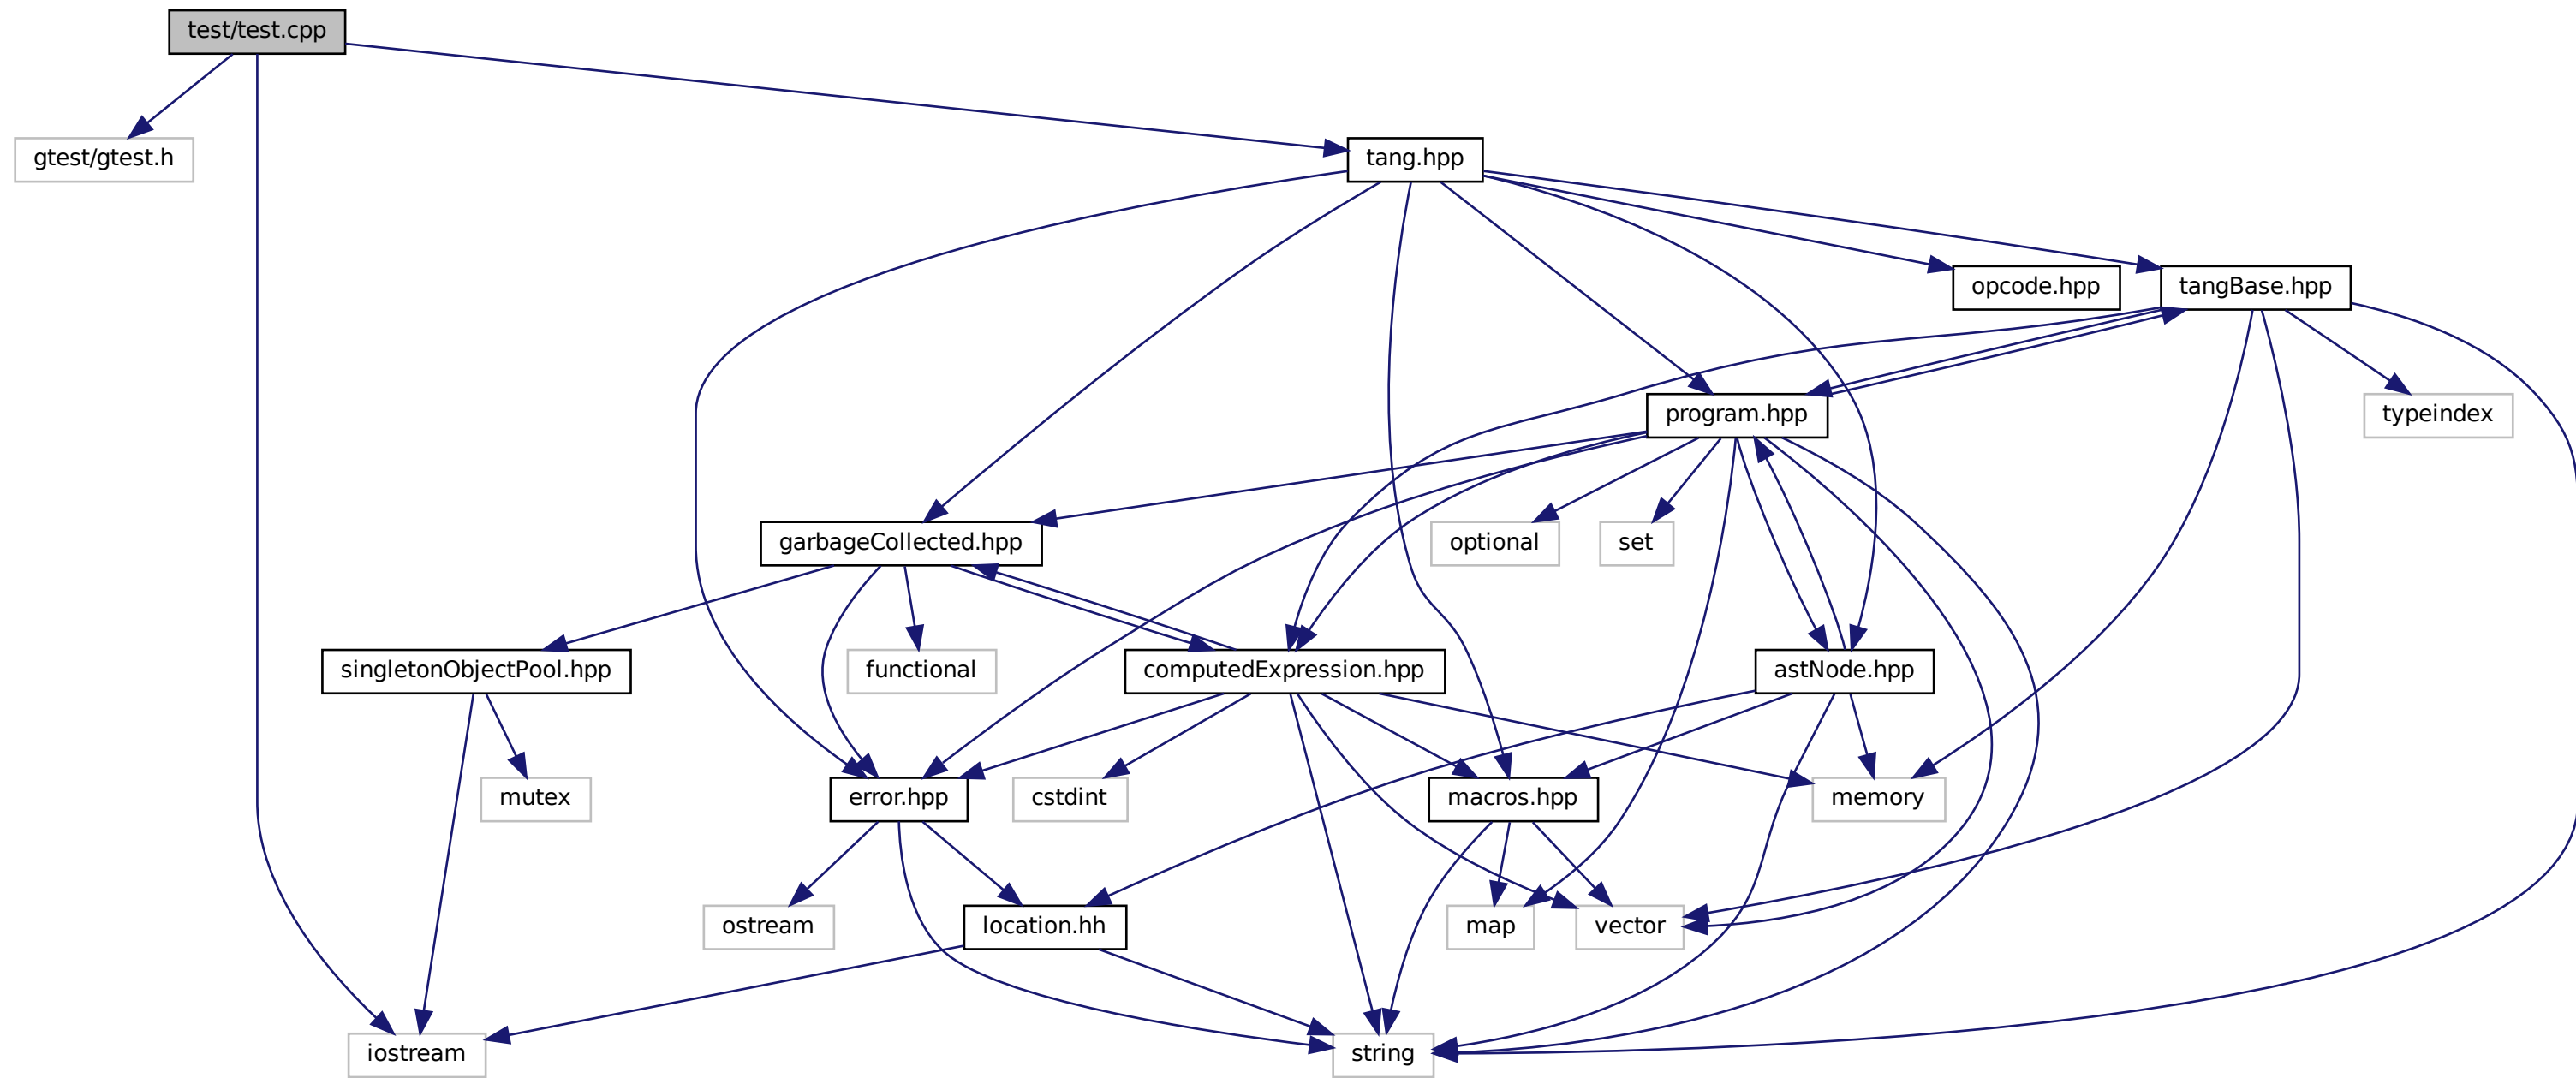 test/test.cpp
gtest/gtest.h
tang.hpp
opcode.hpp
tangBase.hpp
program.hpp
typeindex
garbageCollected.hpp
optional
set
singletonObjectPool.hpp
functional
computedExpression.hpp
astNode.hpp
mutex
error.hpp
cstdint
macros.hpp
memory
ostream
location.hh
map
vector
iostream
string